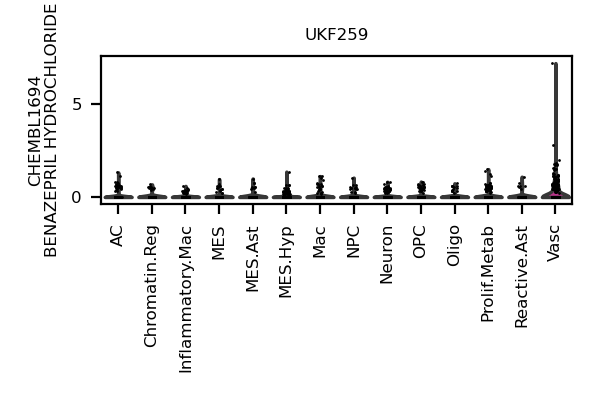 UKF259
CHEMBL1694
BENAZEPRIL HYDROCHLORIDE
5
0
AC
Chromatin.Reg
Inflammatory.Mac
MES
MES.Ast
MES.Hyp
Mac
NPC
Neuron
OPC
Oligo
Prolif.Metab
Reactive.Ast
Vasc